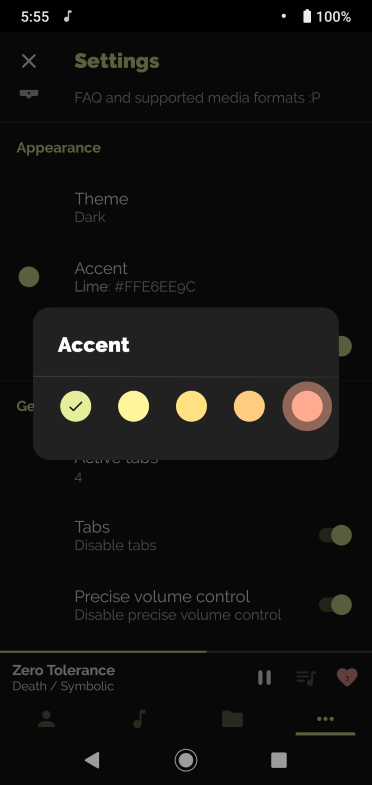 5:55
100%
Settings
FAQ and supported media formats :P
Appearance
Theme
Dark
Accent
Lime: #FFE6EE9C
Accent
Ge
Active tabs
4
Tabs
Disable tabs
Precise volume control
Disable precise volume control
Zero Tolerance
Death / Symbolic
3